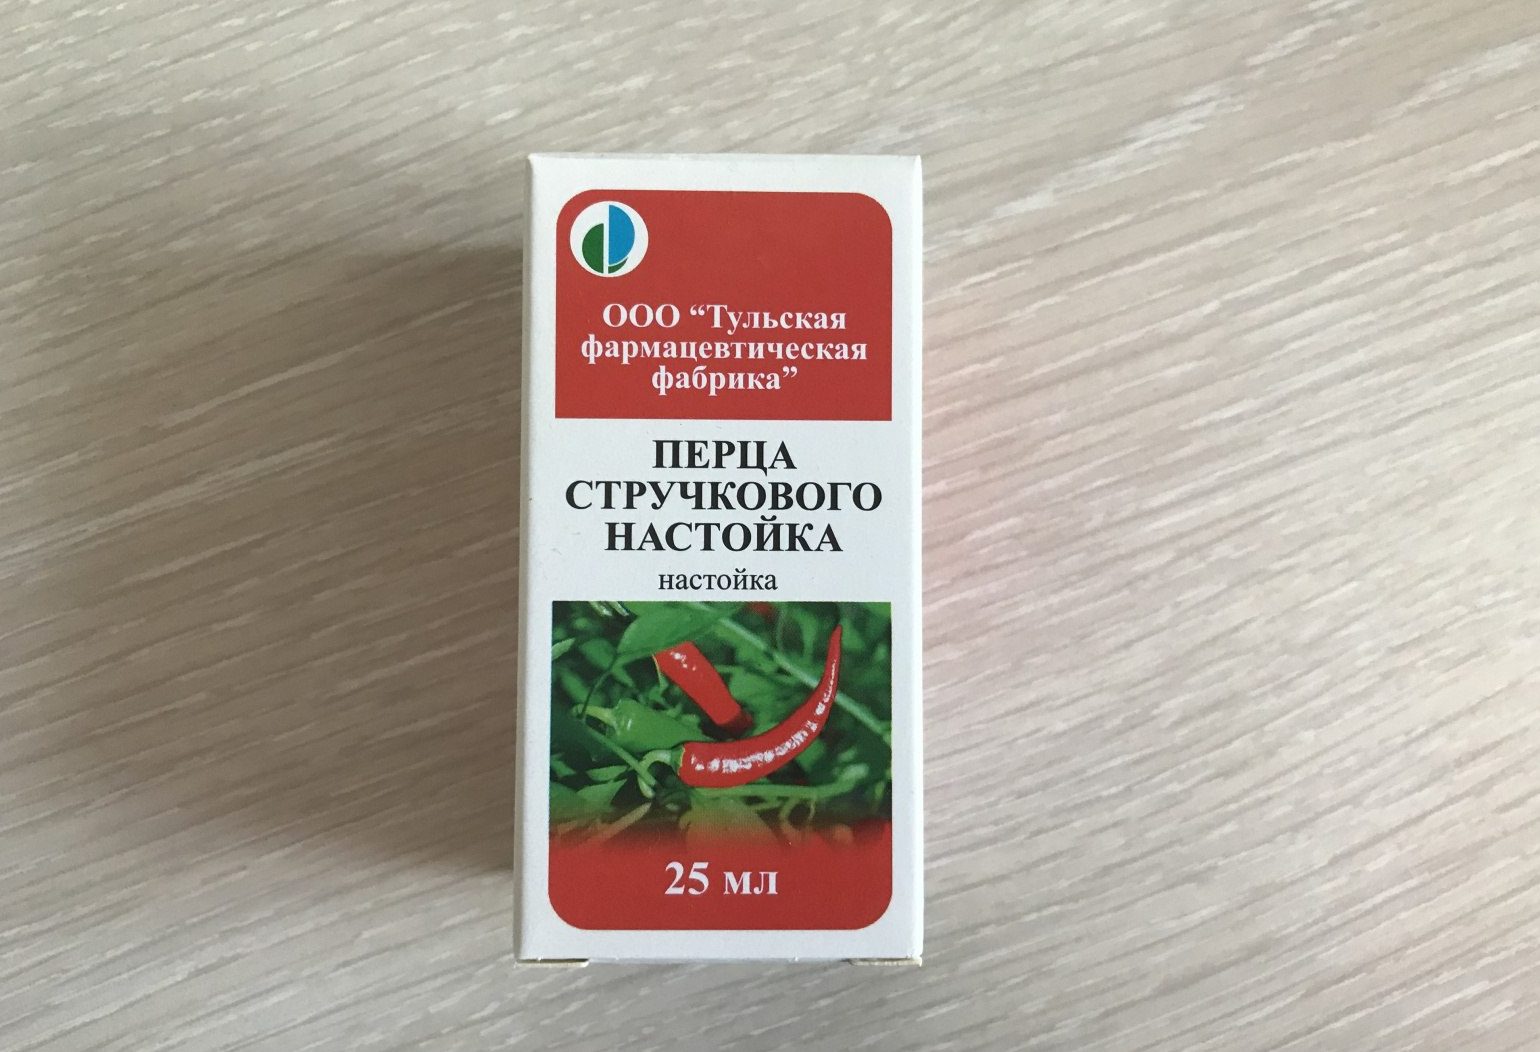 ООО “Тульская
фармацевтическая
фабрика”
ПЕРЦА
СТРУЧКОВОГО
НАСТОЙКА
настойка
25 мл